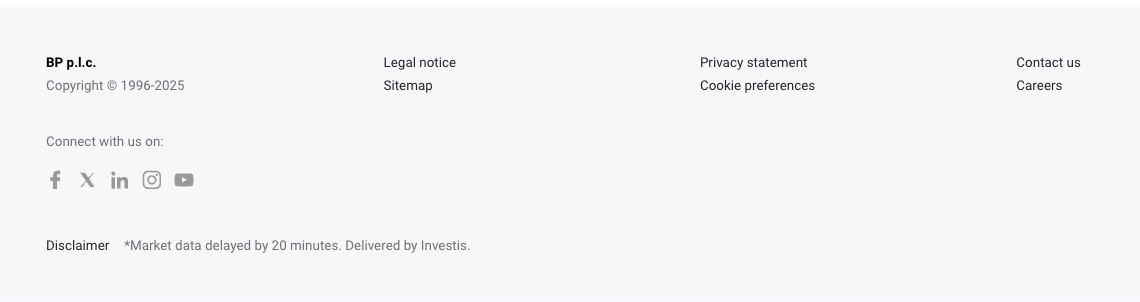 BP p.l.c.
Copyright © 1996-2025
Legal notice
Sitemap
Privacy statement
Cookie preferences
Contact us
Careers
Connect with us on:
Disclaimer *Market data delayed by 20 minutes. Delivered by Investis.